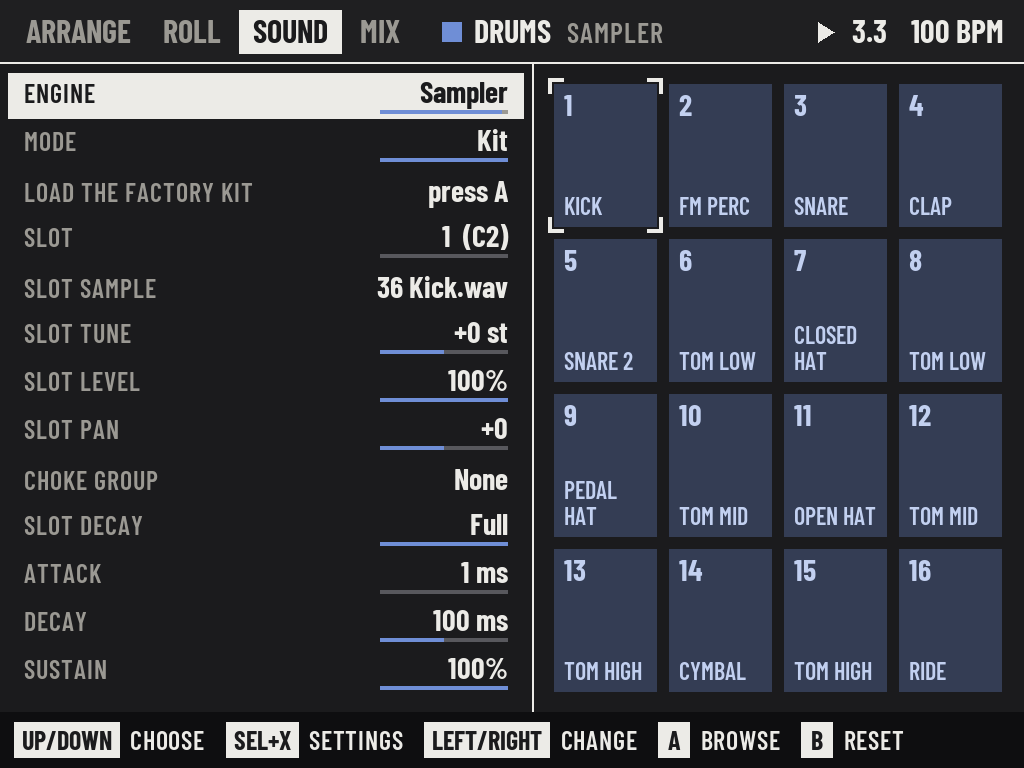 ARRANGE ROLL SOUND MIX DRUMS SAMPLER 3.3 100 BPM
ENGINE Sampler
MODE Kit
LOAD THE FACTORY KIT press A
SLOT 1 (C2)
SLOT SAMPLE 36 Kick.wav
SLOT TUNE +0 st
SLOT LEVEL 100%
SLOT PAN +0
CHOKE GROUP None
SLOT DECAY Full
ATTACK 1 ms
DECAY 100 ms
SUSTAIN 100%
1 2 3 4
KICK FM PERC SNARE CLAP
5 6 7 8
SNARE 2 TOM LOW CLOSED HAT TOM LOW
9 10 11 12
PEDAL HAT TOM MID OPEN HAT TOM MID
13 14 15 16
TOM HIGH CYMBAL TOM HIGH RIDE
UP/DOWN CHOOSE SEL+X SETTINGS LEFT/RIGHT CHANGE A BROWSE B RESET